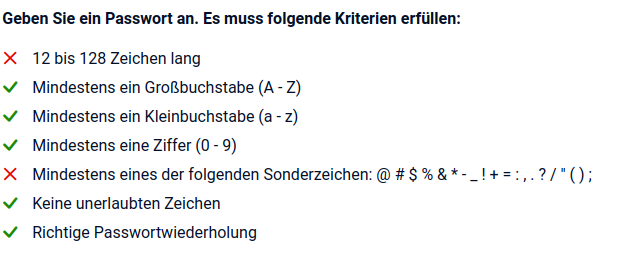 Geben Sie ein Passwort an. Es muss folgende Kriterien erfüllen:
12 bis 128 Zeichen lang
Mindestens ein Großbuchstabe (A - Z)
Mindestens ein Kleinbuchstabe (a - z)
Mindestens eine Ziffer (0 - 9)
Mindestens eines der folgenden Sonderzeichen: @ # $ % & * - _ ! + = : , . ? / " ( ) ;
Keine unerlaubten Zeichen
Richtige Passwortwiederholung